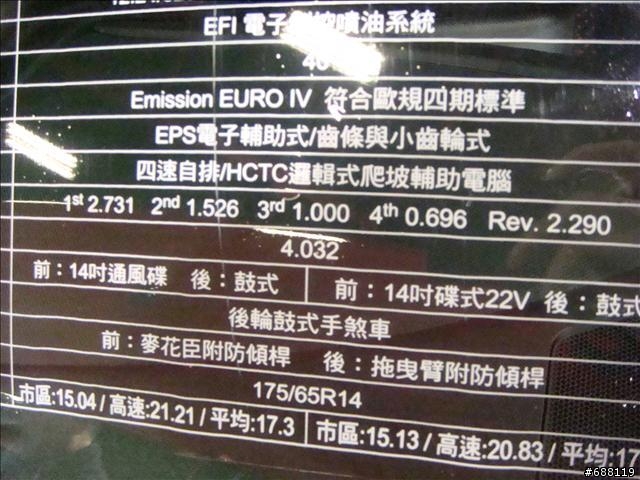 EFI 電子 噴油系統
40
Emission EURO IV 符合歐規四期標準
EPS電子輔助式/齒條與小齒輪式
四速自排/HCTC邏輯式爬坡輔助電腦
1st 2.731 2nd 1.526 3rd 1.000 4th 0.696 Rev. 2.290
4.032
前：14吋通風碟 後：鼓式 前：14吋碟式22V 後：鼓式
後輪鼓式手煞車
前：麥花臣附防傾桿 後：拖曳臂附防傾桿
175/65R14
市區:15.04 / 高速:21.21 / 平均:17.3 市區:15.13 / 高速:20.83 / 平均:17
#688119